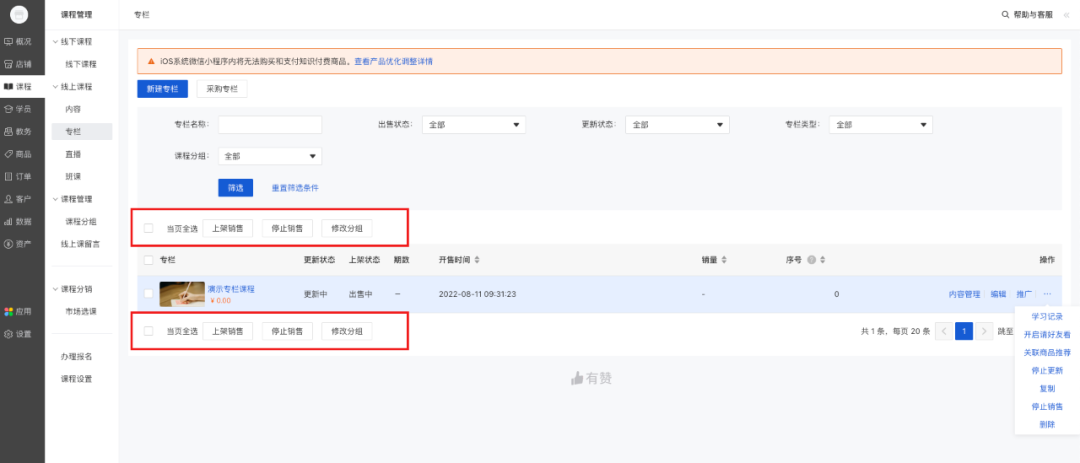 课程管理
专栏
帮助与客服
概况
店铺
课程
学员
教务
商品
订单
客户
数据
资产
应用
设置
线下课程
线下课程
线上课程
内容
专栏
直播
班课
课程管理
课程分组
线上课留言
课程分销
市场选课
办理报名
课程设置
iOS系统微信小程序内将无法购买和支付知识付费商品。查看产品优化调整详情
新建专栏 采购专栏
专栏名称: 出售状态: 全部 更新状态: 全部 专栏类型: 全部
课程分组: 全部
筛选 重置筛选条件
当页全选 上架销售 停止销售 修改分组
专栏 更新状态 上架状态 期数 开售时间 销量 序号 操作
演示专栏课程 更新中 出售中 - 2022-08-11 09:31:23 - 0 内容管理 编辑 推广 ...
¥ 0.00
当页全选 上架销售 停止销售 修改分组 共 1 条，每页 20 条 1 跳至
学习记录
开启请好友看
关联商品推荐
停止更新
复制
停止销售
删除
有赞